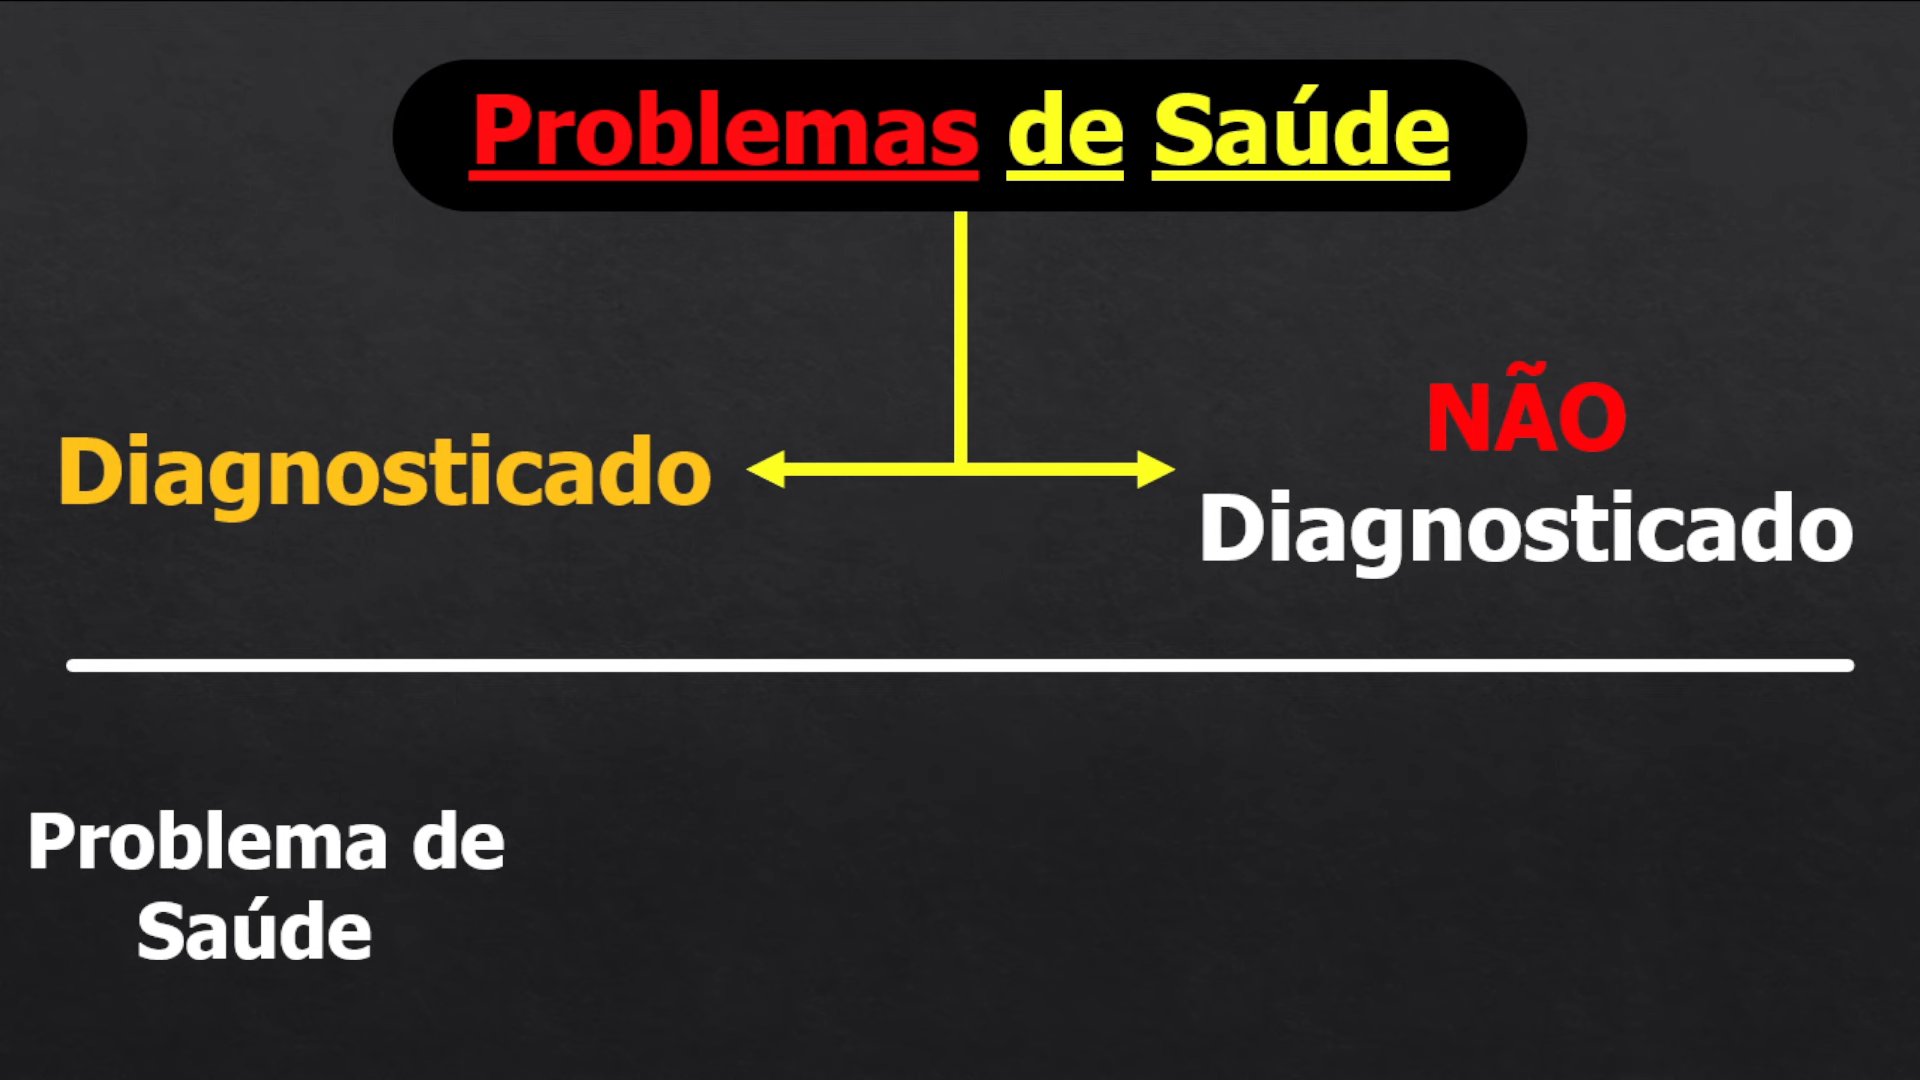 Problemas de Saúde
Diagnosticado
NÃO
Diagnosticado
Problema de
Saúde